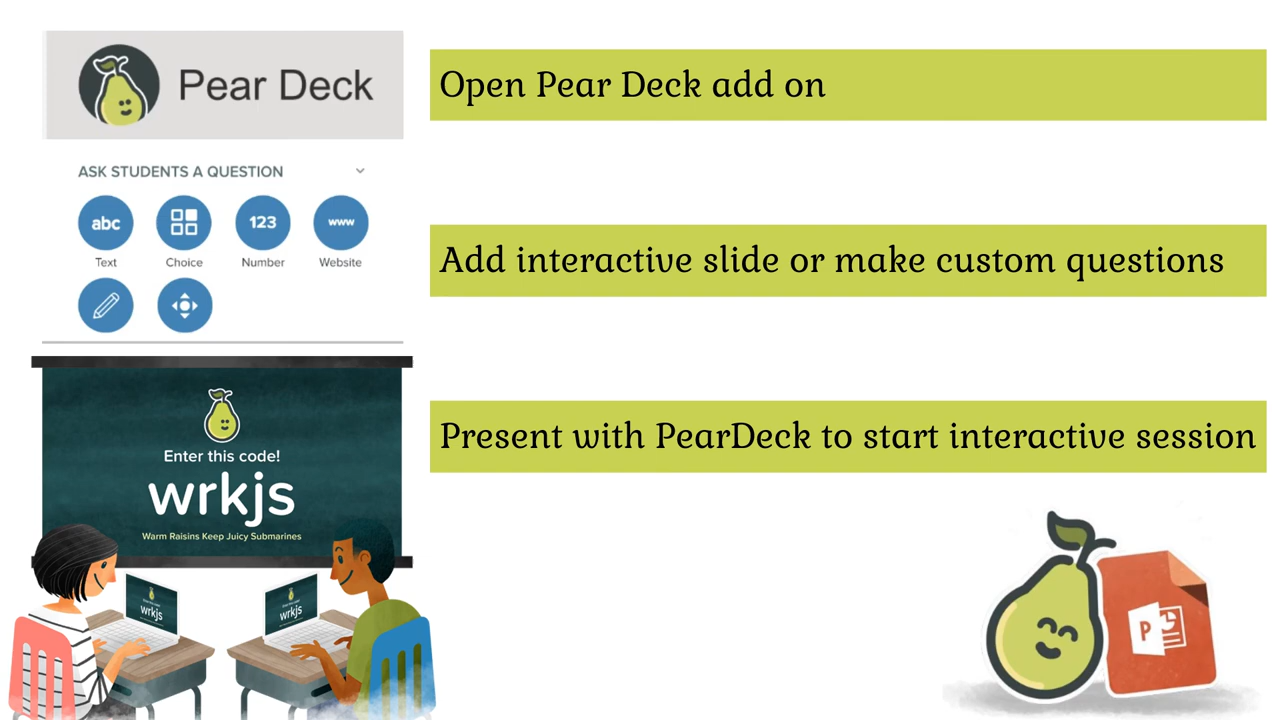 Pear Deck
Open Pear Deck add on
ASK STUDENTS A QUESTION
abc
123
www
Text
Choice
Number
Website
Add interactive slide or make custom questions
Enter this code!
wrkjs
Warm Raisins Keep Juicy Submarines
Present with PearDeck to start interactive session
wrkjs
wrkjs
P